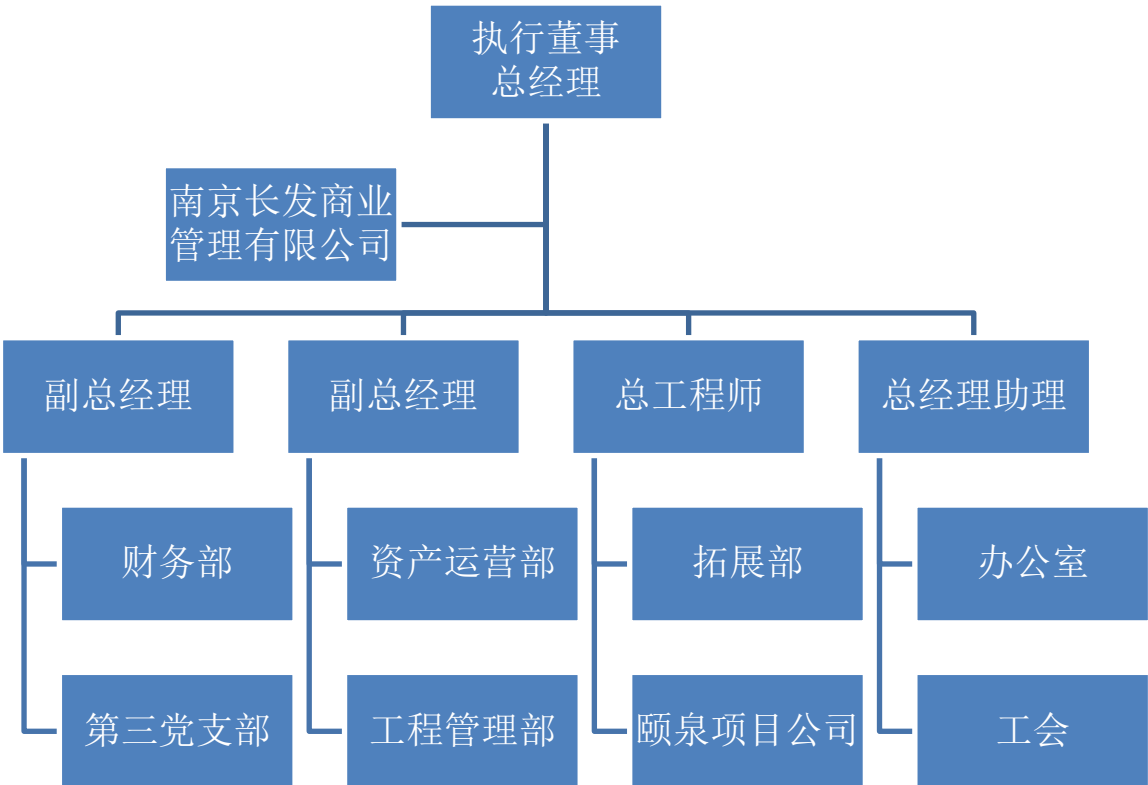 执行董事
总经理
南京长发商业
管理有限公司
副总经理
副总经理
总工程师
总经理助理
财务部
资产运营部
拓展部
办公室
第三党支部
工程管理部
颐泉项目公司
工会